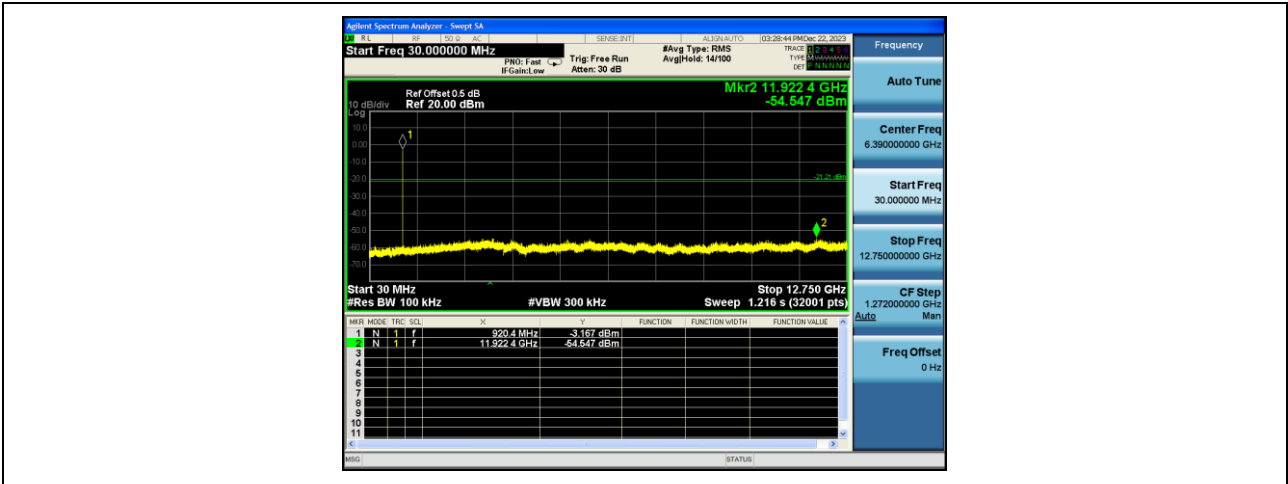 Agilent Spectrum Analyzer - Swept SA
RL RF 50 Ω AC SENSE:INT ALIGNAUTO 03:28:44 PMDec 22, 2023
Start Freq 30.000000 MHz
PNO: Fast
IFGain:Low
Trig: Free Run
Atten: 30 dB
#Avg Type: RMS
Avg|Hold: 14/100
TRACE 1 2 3 4 5 6
TYPE M
DET P N N N N N
Ref Offset 0.5 dB
10 dB/div Ref 20.00 dBm
Log
Mkr2 11.922 4 GHz
-54.547 dBm
10.0
0.00
-10.0
-20.0
-30.0
-40.0
-50.0
-60.0
-70.0
1
-21.21 dBm
2
Start 30 MHz Stop 12.750 GHz
#Res BW 100 kHz #VBW 300 kHz Sweep 1.216 s (32001 pts)
MKR MODE TRC SCL X Y FUNCTION FUNCTION WIDTH FUNCTION VALUE
1 N 1 f 920.4 MHz -3.167 dBm
2 N 1 f 11.922 4 GHz -54.547 dBm
3
4
5
6
7
8
9
10
11
MSG STATUS
Frequency
Auto Tune
Center Freq
6.390000000 GHz
Start Freq
30.000000 MHz
Stop Freq
12.750000000 GHz
CF Step
1.272000000 GHz
Auto Man
Freq Offset
0 Hz